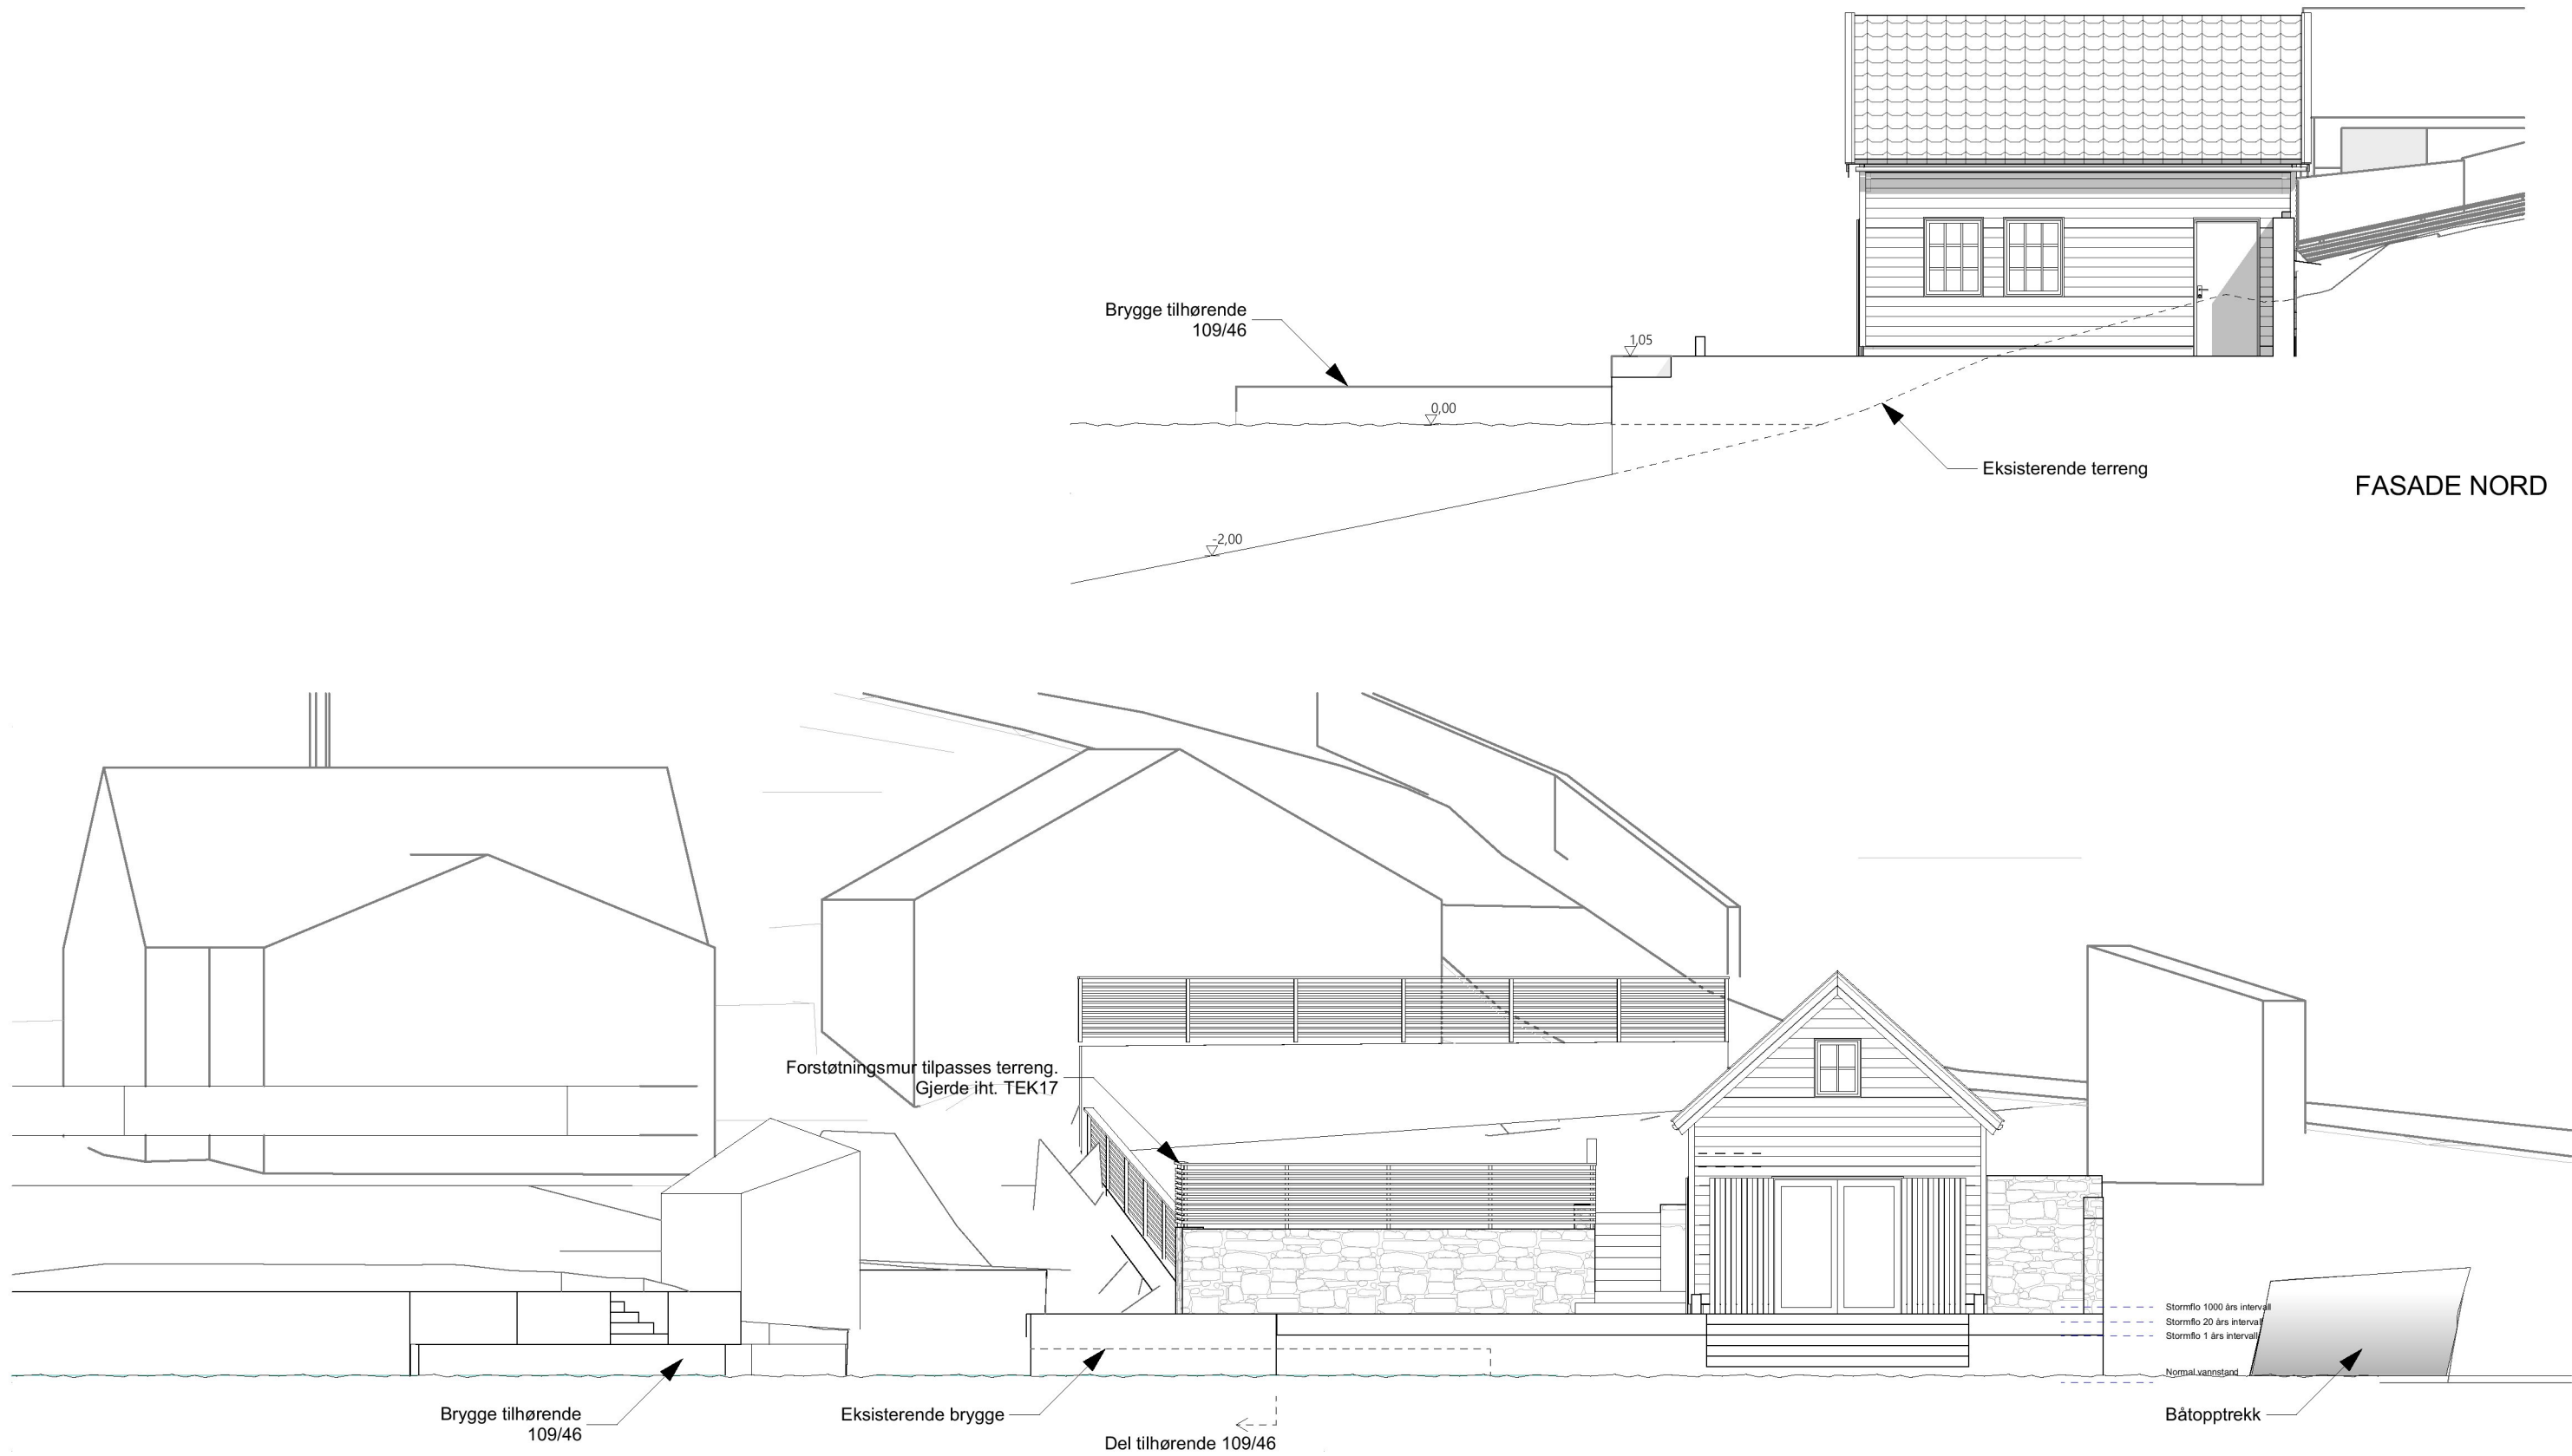 Brygge tilhørende
109/46
1,05
0,00
Eksisterende terreng
FASADE NORD
-2,00
Forstøtningsmur tilpasses terreng.
Gjerde iht. TEK17
Stormflo 1000 års intervall
Stormflo 20 års intervall
Stormflo 1 års intervall
Normal vannstand
Brygge tilhørende
109/46
Eksisterende brygge
Båtopptrekk
Del tilhørende 109/46